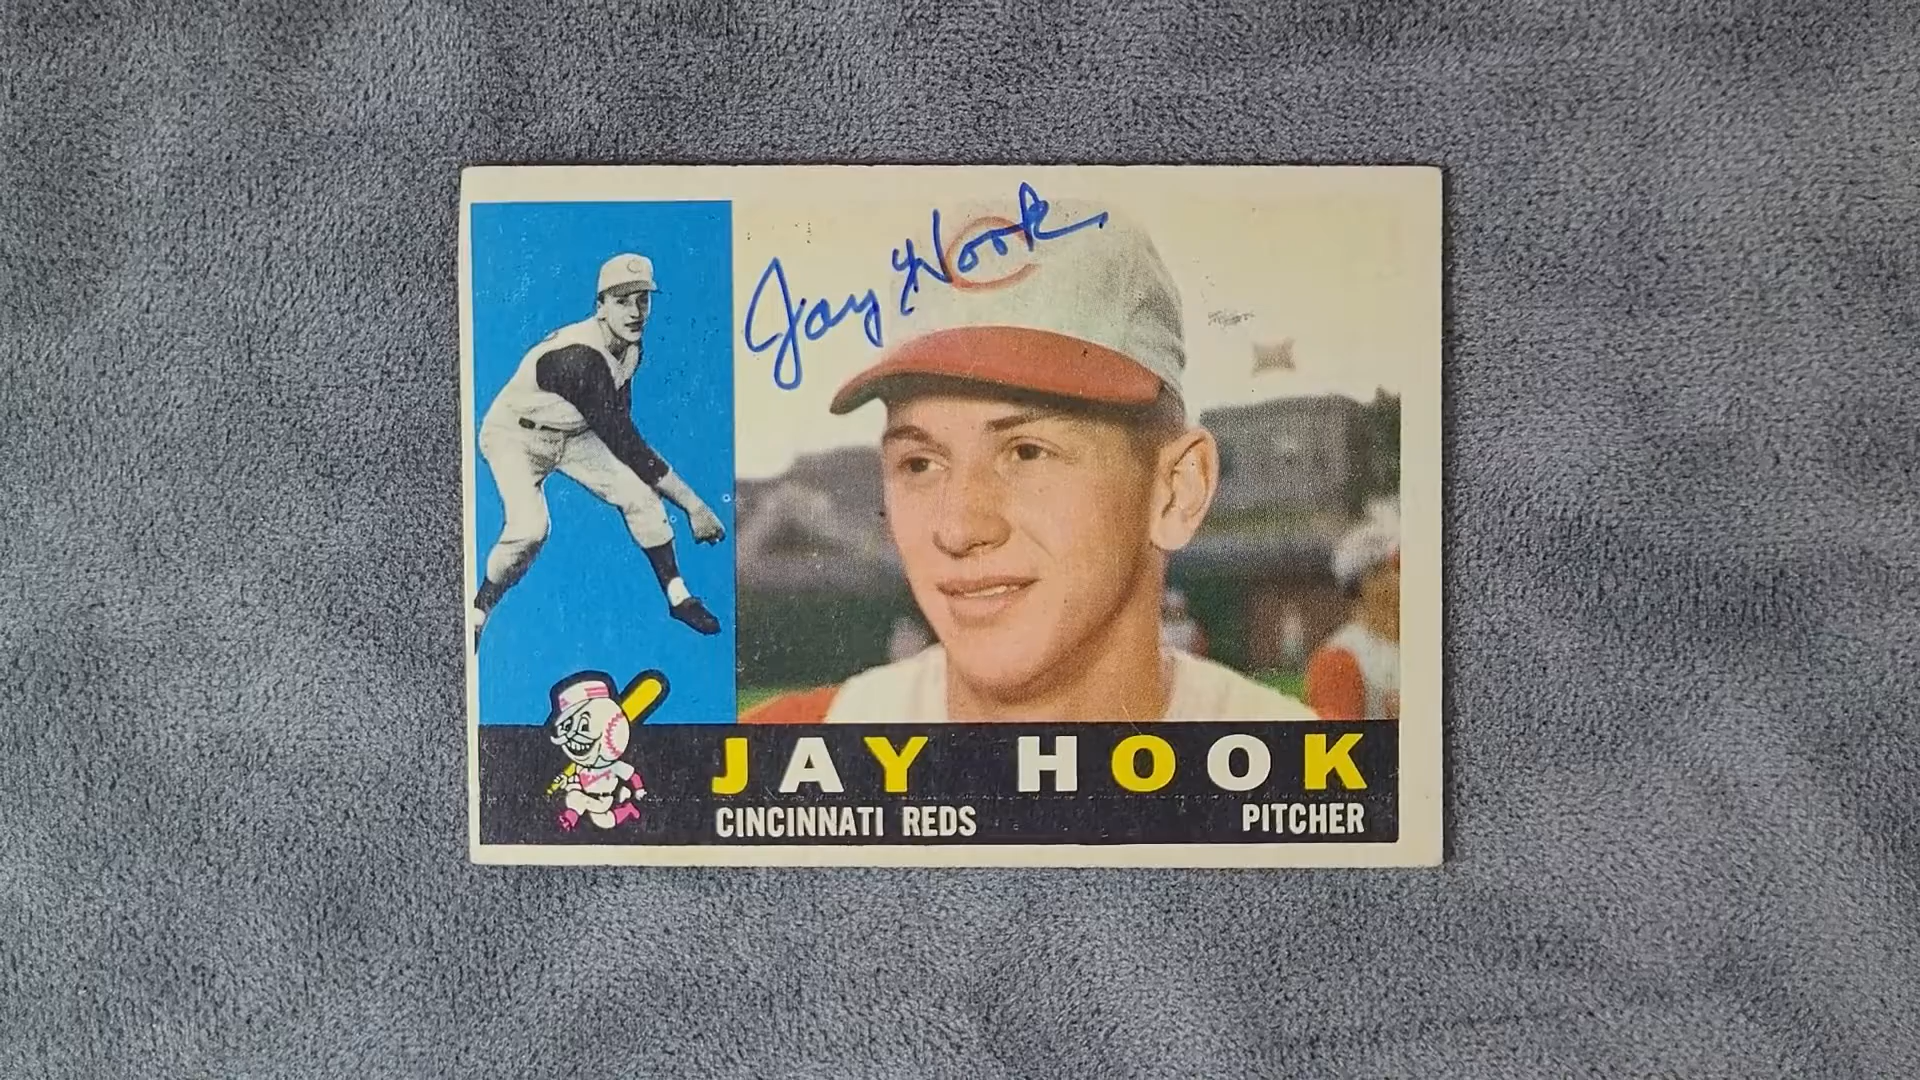 Jay Hook
C
C
JAY HOOK
CINCINNATI REDS
PITCHER